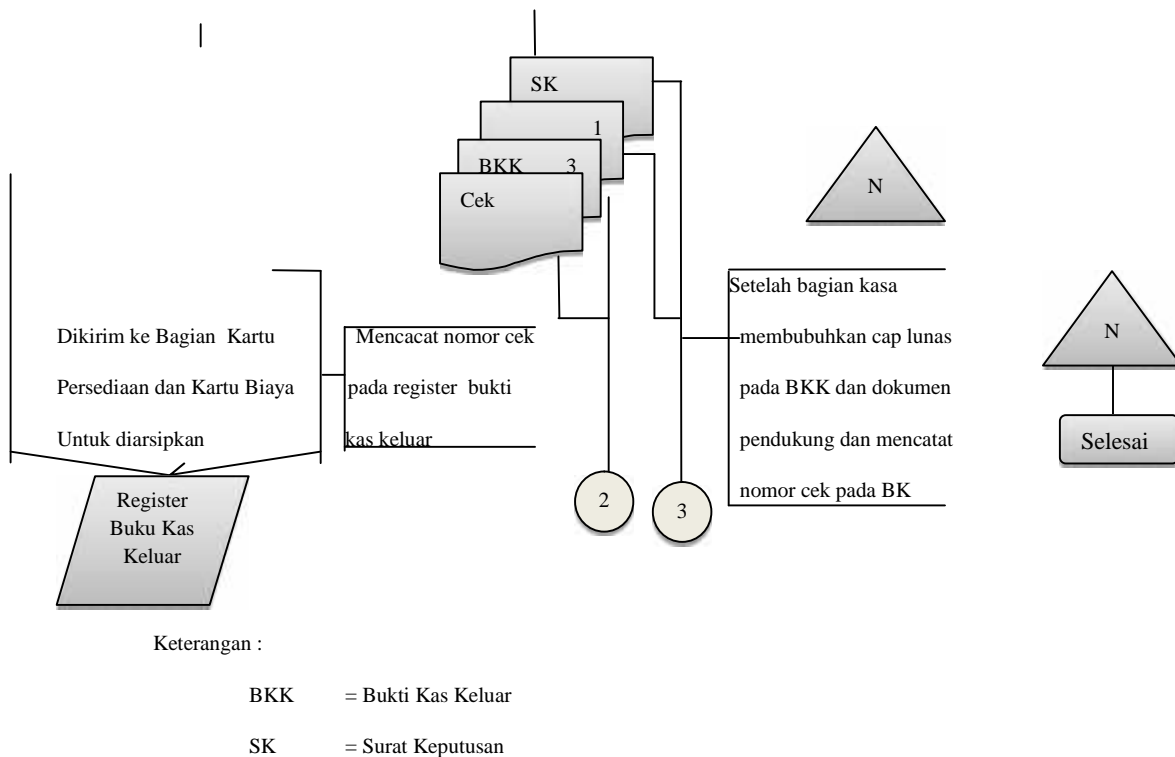 SK
1
BKK 3
Cek
N
Dikirim ke Bagian Kartu
Persediaan dan Kartu Biaya
Untuk diarsipkan
Mencacat nomor cek
pada register bukti
kas keluar
Setelah bagian kasa
membubuhkan cap lunas
pada BKK dan dokumen
pendukung dan mencatat
nomor cek pada BK
N
Selesai
Register
Buku Kas
Keluar
2
3
Keterangan :
BKK = Bukti Kas Keluar
SK = Surat Keputusan